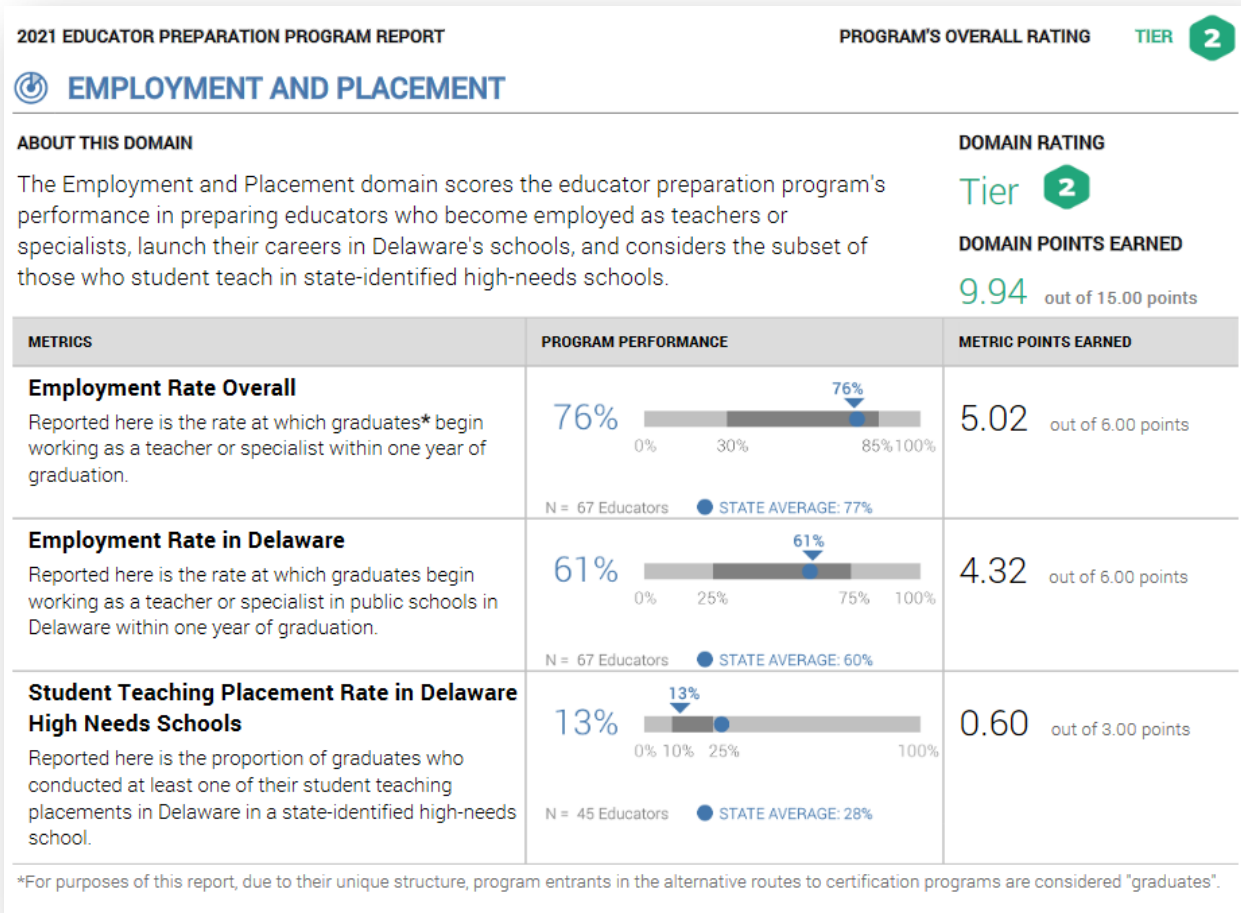 2021 EDUCATOR PREPARATION PROGRAM REPORT
PROGRAM'S OVERALL RATING TIER 2
EMPLOYMENT AND PLACEMENT
ABOUT THIS DOMAIN
The Employment and Placement domain scores the educator preparation program's
performance in preparing educators who become employed as teachers or
specialists, launch their careers in Delaware's schools, and considers the subset of
those who student teach in state-identified high-needs schools.
DOMAIN RATING
Tier 2
DOMAIN POINTS EARNED
9.94 out of 15.00 points
METRICS
PROGRAM PERFORMANCE
METRIC POINTS EARNED
Employment Rate Overall
Reported here is the rate at which graduates* begin
working as a teacher or specialist within one year of
graduation.
76%
76%
0% 30% 85% 100%
N = 67 Educators
STATE AVERAGE: 77%
5.02 out of 6.00 points
Employment Rate in Delaware
Reported here is the rate at which graduates begin
working as a teacher or specialist in public schools in
Delaware within one year of graduation.
61%
61%
0% 25% 75% 100%
N = 67 Educators
STATE AVERAGE: 60%
4.32 out of 6.00 points
Student Teaching Placement Rate in Delaware
High Needs Schools
Reported here is the proportion of graduates who
conducted at least one of their student teaching
placements in Delaware in a state-identified high-needs
school.
13%
13%
0% 10% 25% 100%
N = 45 Educators
STATE AVERAGE: 28%
0.60 out of 3.00 points
*For purposes of this report, due to their unique structure, program entrants in the alternative routes to certification programs are considered "graduates".